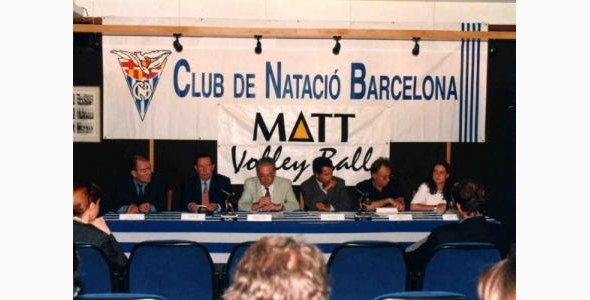 CLUB DE NATACIÓ BARCELONA
MATT
Volley Ball